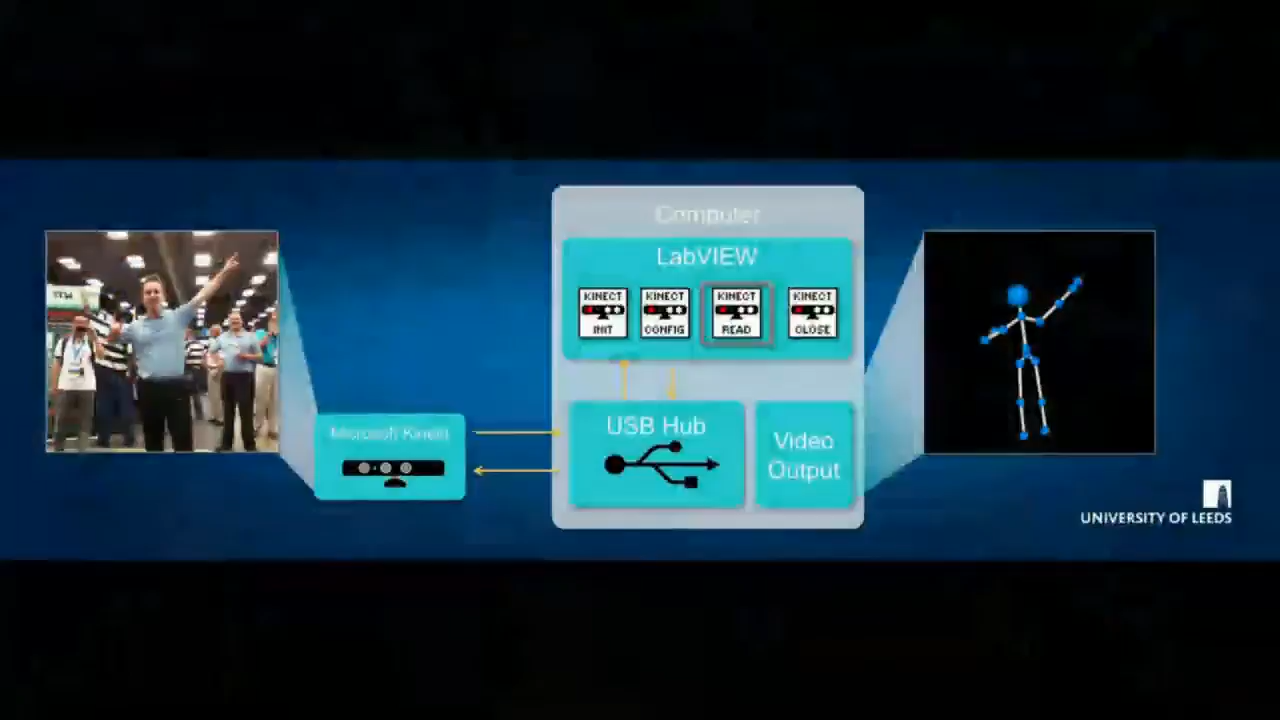 Computer
LabVIEW
KINECT
INIT
KINECT
CONFIG
KINECT
READ
KINECT
CLOSE
Microsoft Kinect
USB Hub
Video
Output
UNIVERSITY OF LEEDS